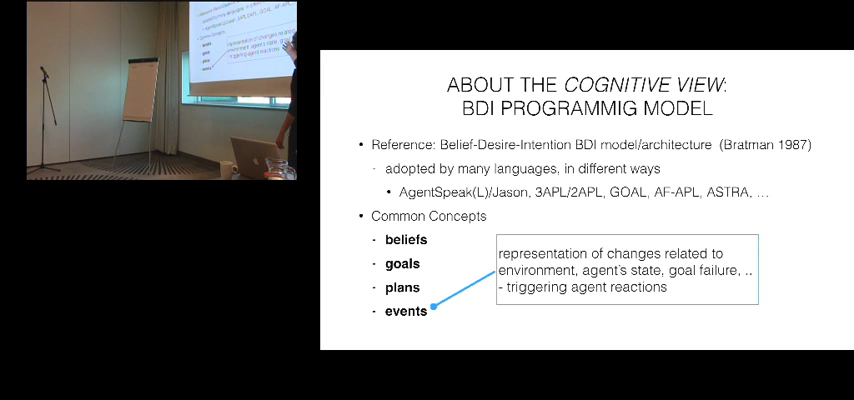 ABOUT THE COGNITIVE VIEW:
BDI PROGRAMMIG MODEL
• Reference: Belief-Desire-Intention BDI model/architecture (Bratman 1987)
- adopted by many languages, in different ways
• AgentSpeak(L)/Jason, 3APL/2APL, GOAL, AF-APL, ASTRA, …
• Common Concepts
- beliefs
- goals
- plans
- events
representation of changes related to
environment, agent's state, goal failure, ..
- triggering agent reactions